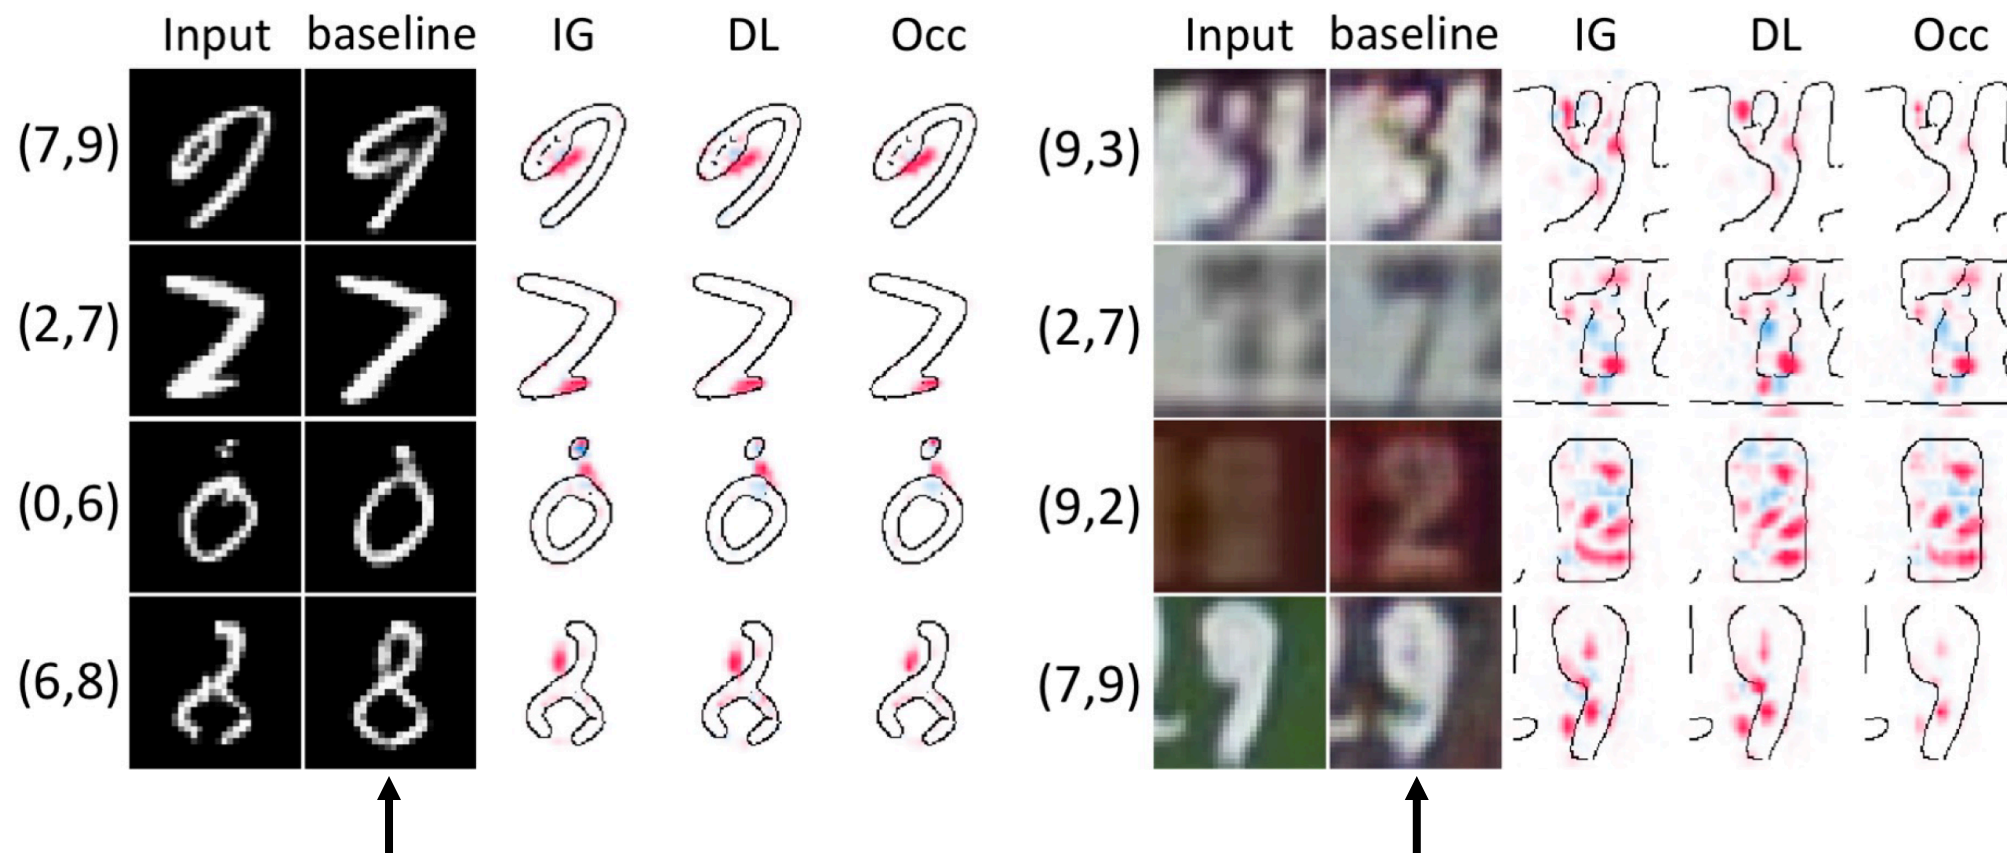 Input baseline IG DL Occ Input baseline IG DL Occ
(7,9) (9,3)
(2,7) (2,7)
(0,6) (9,2)
(6,8) (7,9)